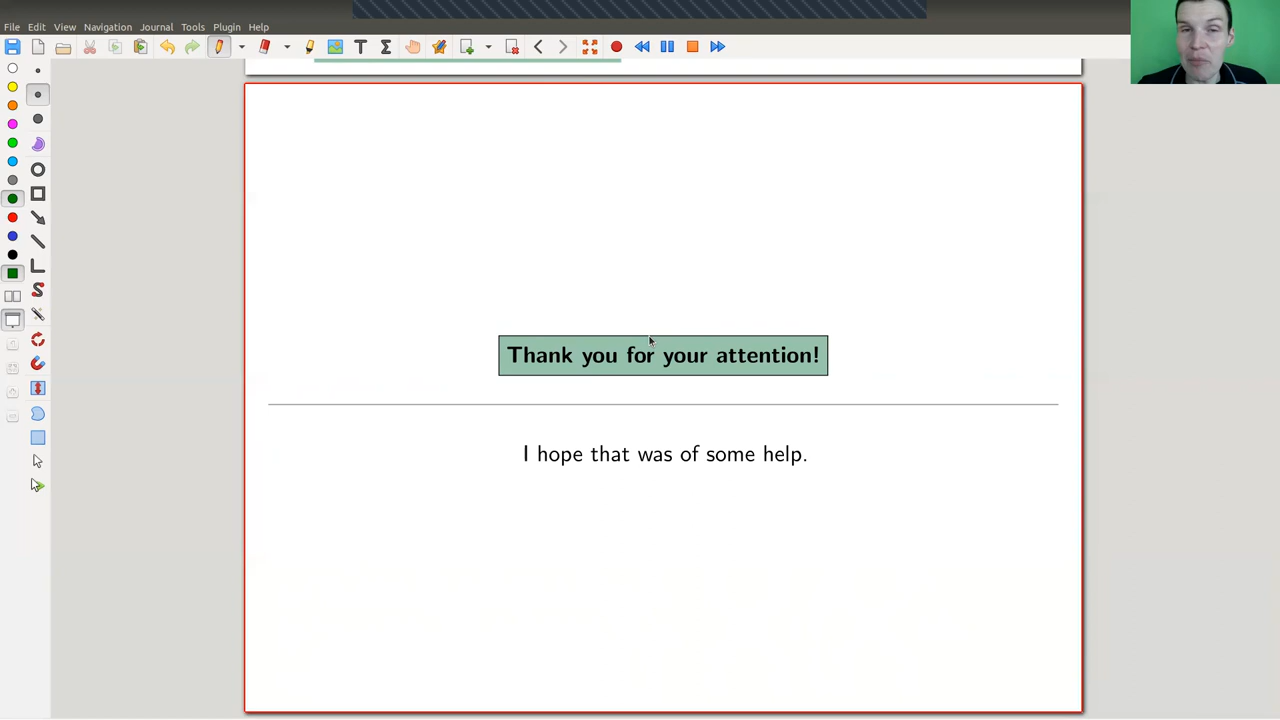 File Edit View Navigation Journal Tools Plugin Help
Thank you for your attention!
I hope that was of some help.